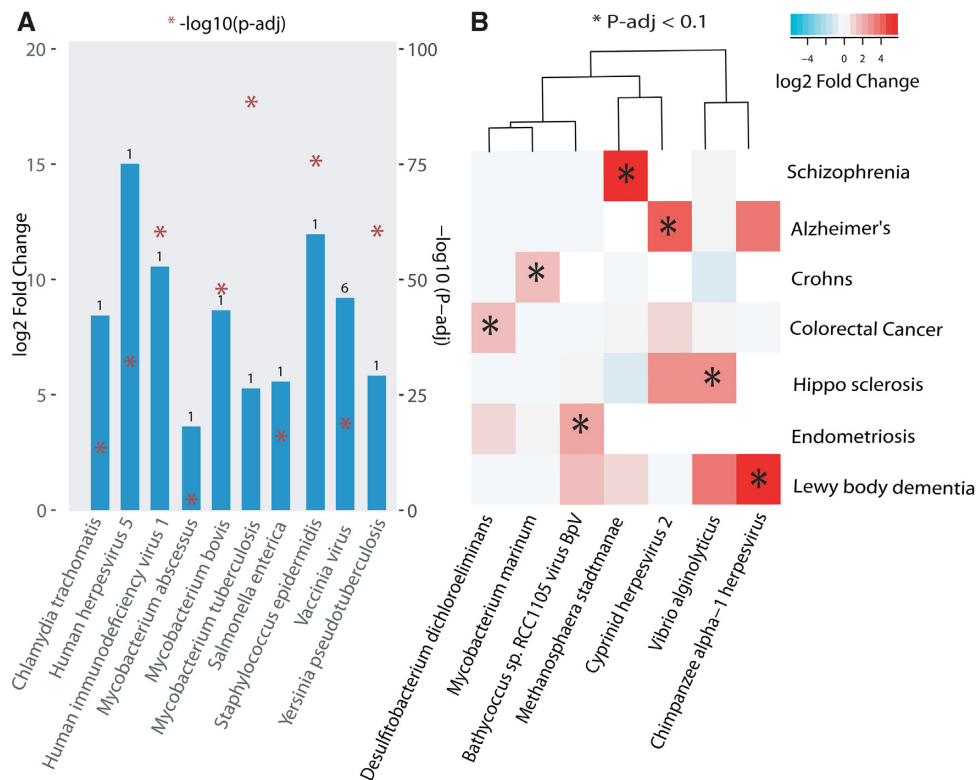 A
* -log10(p-adj)
20
15
10
5
0
log2 Fold Change
1
1
1
1
1
1
1
1
6
1
100
75
50
25
0
−log10 (P−adj)
Chlamydia trachomatis
Human herpesvirus 5
Human immunodeficiency virus 1
Mycobacterium abscessus
Mycobacterium bovis
Mycobacterium tuberculosis
Salmonella enterica
Staphylococcus epidermidis
Vaccinia virus
Yersinia pseudotuberculosis
B
* P-adj < 0.1
−4 −2 0 2 4
log2 Fold Change
Schizophrenia
Alzheimer's
Crohns
Colorectal Cancer
Hippo sclerosis
Endometriosis
Lewy body dementia
*
*
*
*
*
*
*
Desulfitobacterium dichloroeliminans
Mycobacterium marinum
Bathycoccus sp. RCC1105 virus BpV
Methanosphaera stadtmanae
Cyprinid herpesvirus 2
Vibrio alginolyticus
Chimpanzee alpha−1 herpesvirus